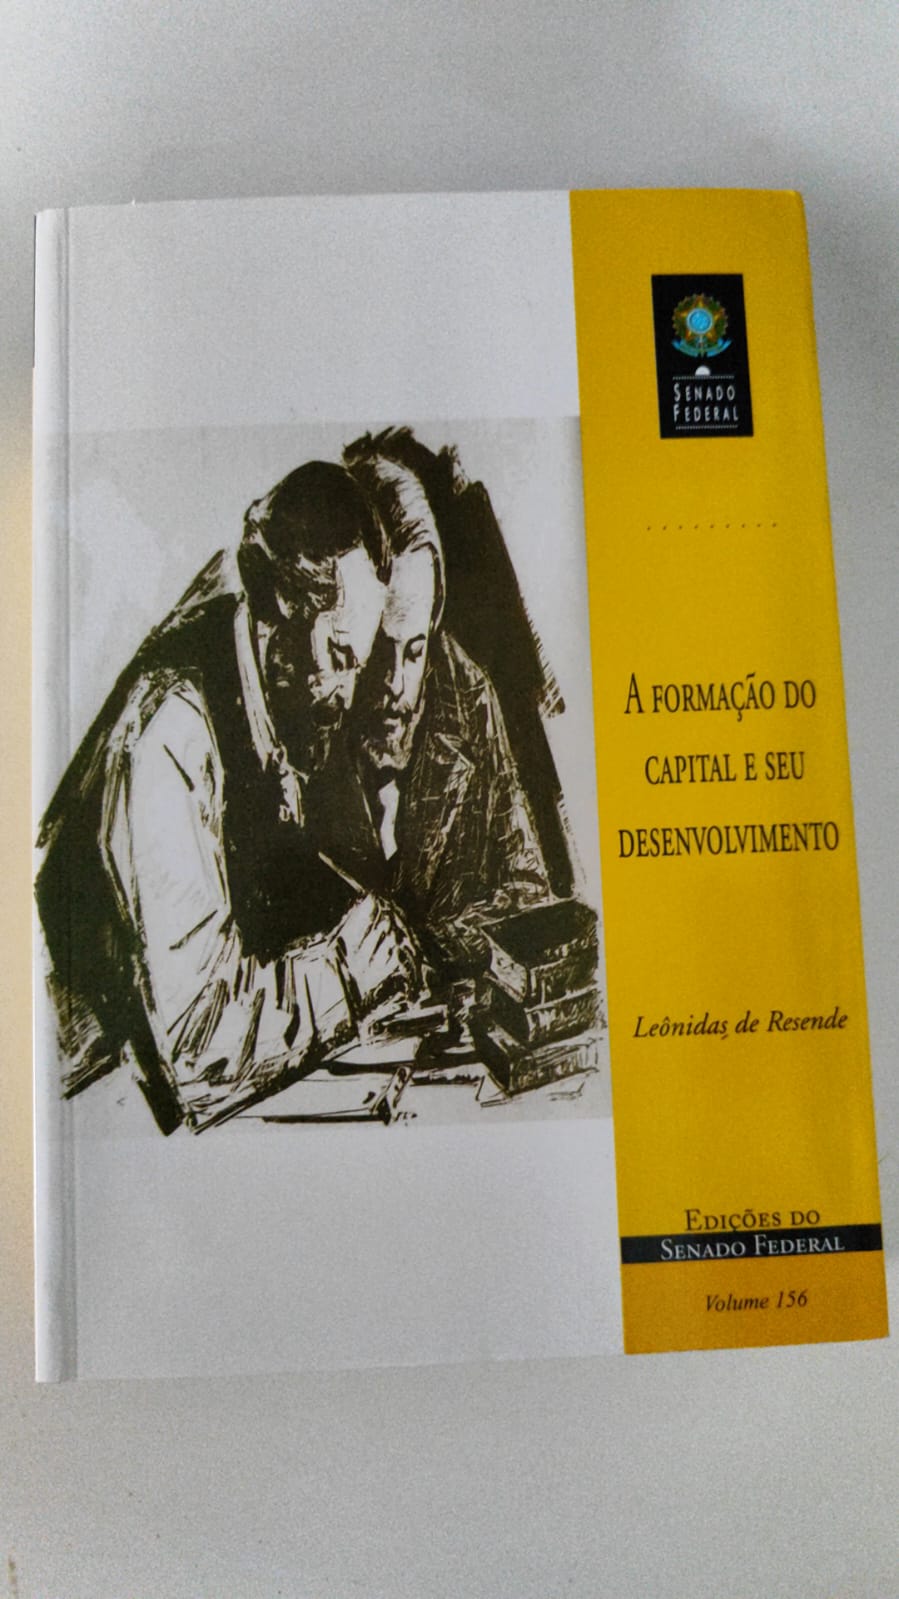 SENADO
FEDERAL
A FORMAÇÃO DO
CAPITAL E SEU
DESENVOLVIMENTO
Leônidas de Resende
EDIÇÕES DO
SENADO FEDERAL
Volume 156